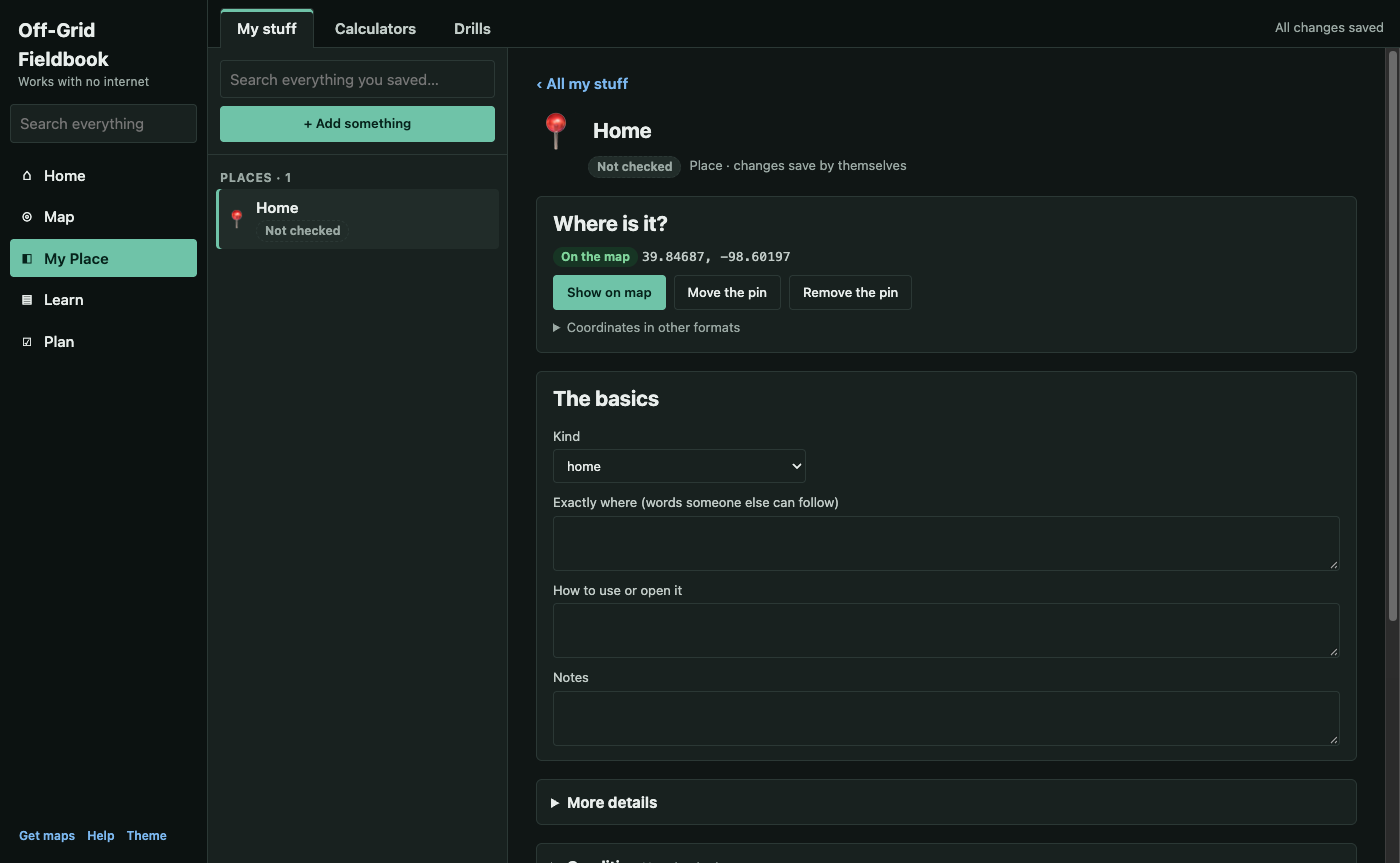 Off-Grid
Fieldbook
Works with no internet
Search everything
Home
Map
My Place
Learn
Plan
Get maps Help Theme
My stuff Calculators Drills
All changes saved
Search everything you saved...
+ Add something
PLACES · 1
Home
Not checked
‹ All my stuff
Home
Not checked Place · changes save by themselves
Where is it?
On the map 39.84687, -98.60197
Show on map Move the pin Remove the pin
Coordinates in other formats
The basics
Kind
home
Exactly where (words someone else can follow)
How to use or open it
Notes
More details